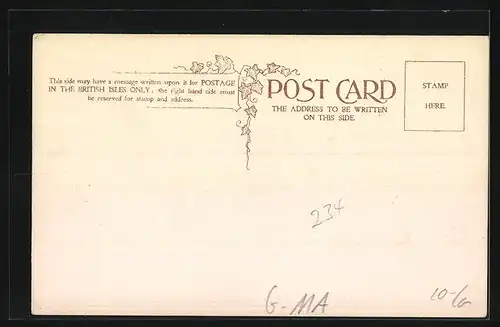 This side may have a message written upon it for POSTAGE
IN THE BRITISH ISLES ONLY, the right hand side must
be reserved for stamp and address.
POST CARD
THE ADDRESS TO BE WRITTEN
ON THIS SIDE.
STAMP
HERE.
234
G-MA